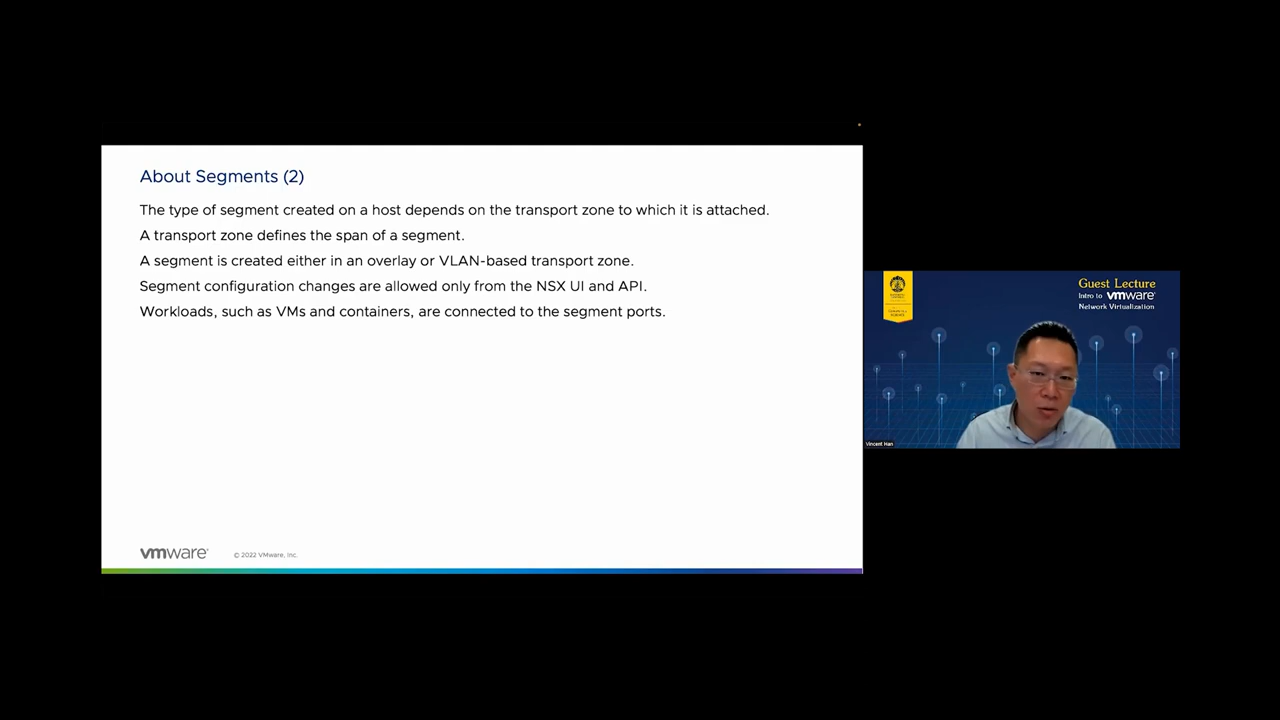 About Segments (2)
The type of segment created on a host depends on the transport zone to which it is attached.
A transport zone defines the span of a segment.
A segment is created either in an overlay or VLAN-based transport zone.
Segment configuration changes are allowed only from the NSX UI and API.
Workloads, such as VMs and containers, are connected to the segment ports.
vmware®
© 2022 VMware, Inc.
Guest Lecture
Intro to vmware®
Network Virtualization
Vincent Han